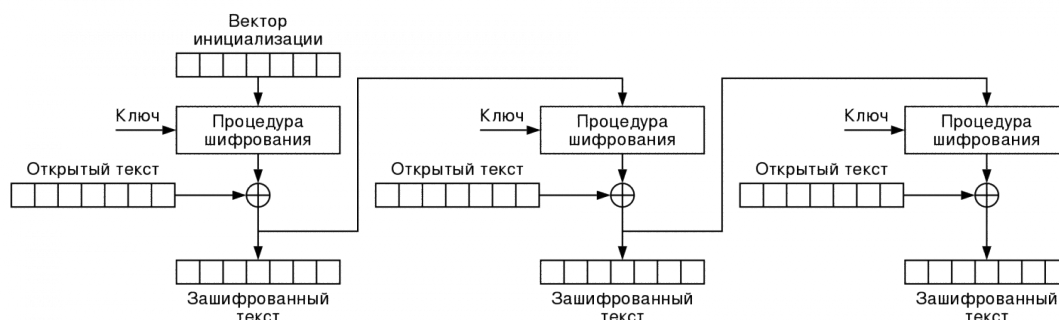 Вектор
инициализации
Ключ
Процедура
шифрования
Открытый текст
Зашифрованный
текст
Ключ
Процедура
шифрования
Открытый текст
Зашифрованный
текст
Ключ
Процедура
шифрования
Открытый текст
Зашифрованный
текст